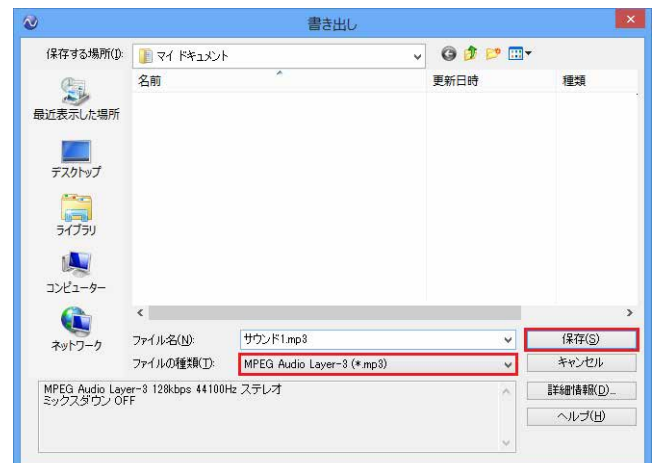 書き出し
保存する場所(I):
マイ ドキュメント
名前
更新日時
種類
最近表示した場所
デスクトップ
ライブラリ
コンピューター
ネットワーク
ファイル名(N):
サウンド1.mp3
保存(S)
ファイルの種類(T):
MPEG Audio Layer-3 (*.mp3)
キャンセル
MPEG Audio Layer-3 128kbps 44100Hz ステレオ
ミックスダウン OFF
詳細情報(D)...
ヘルプ(H)